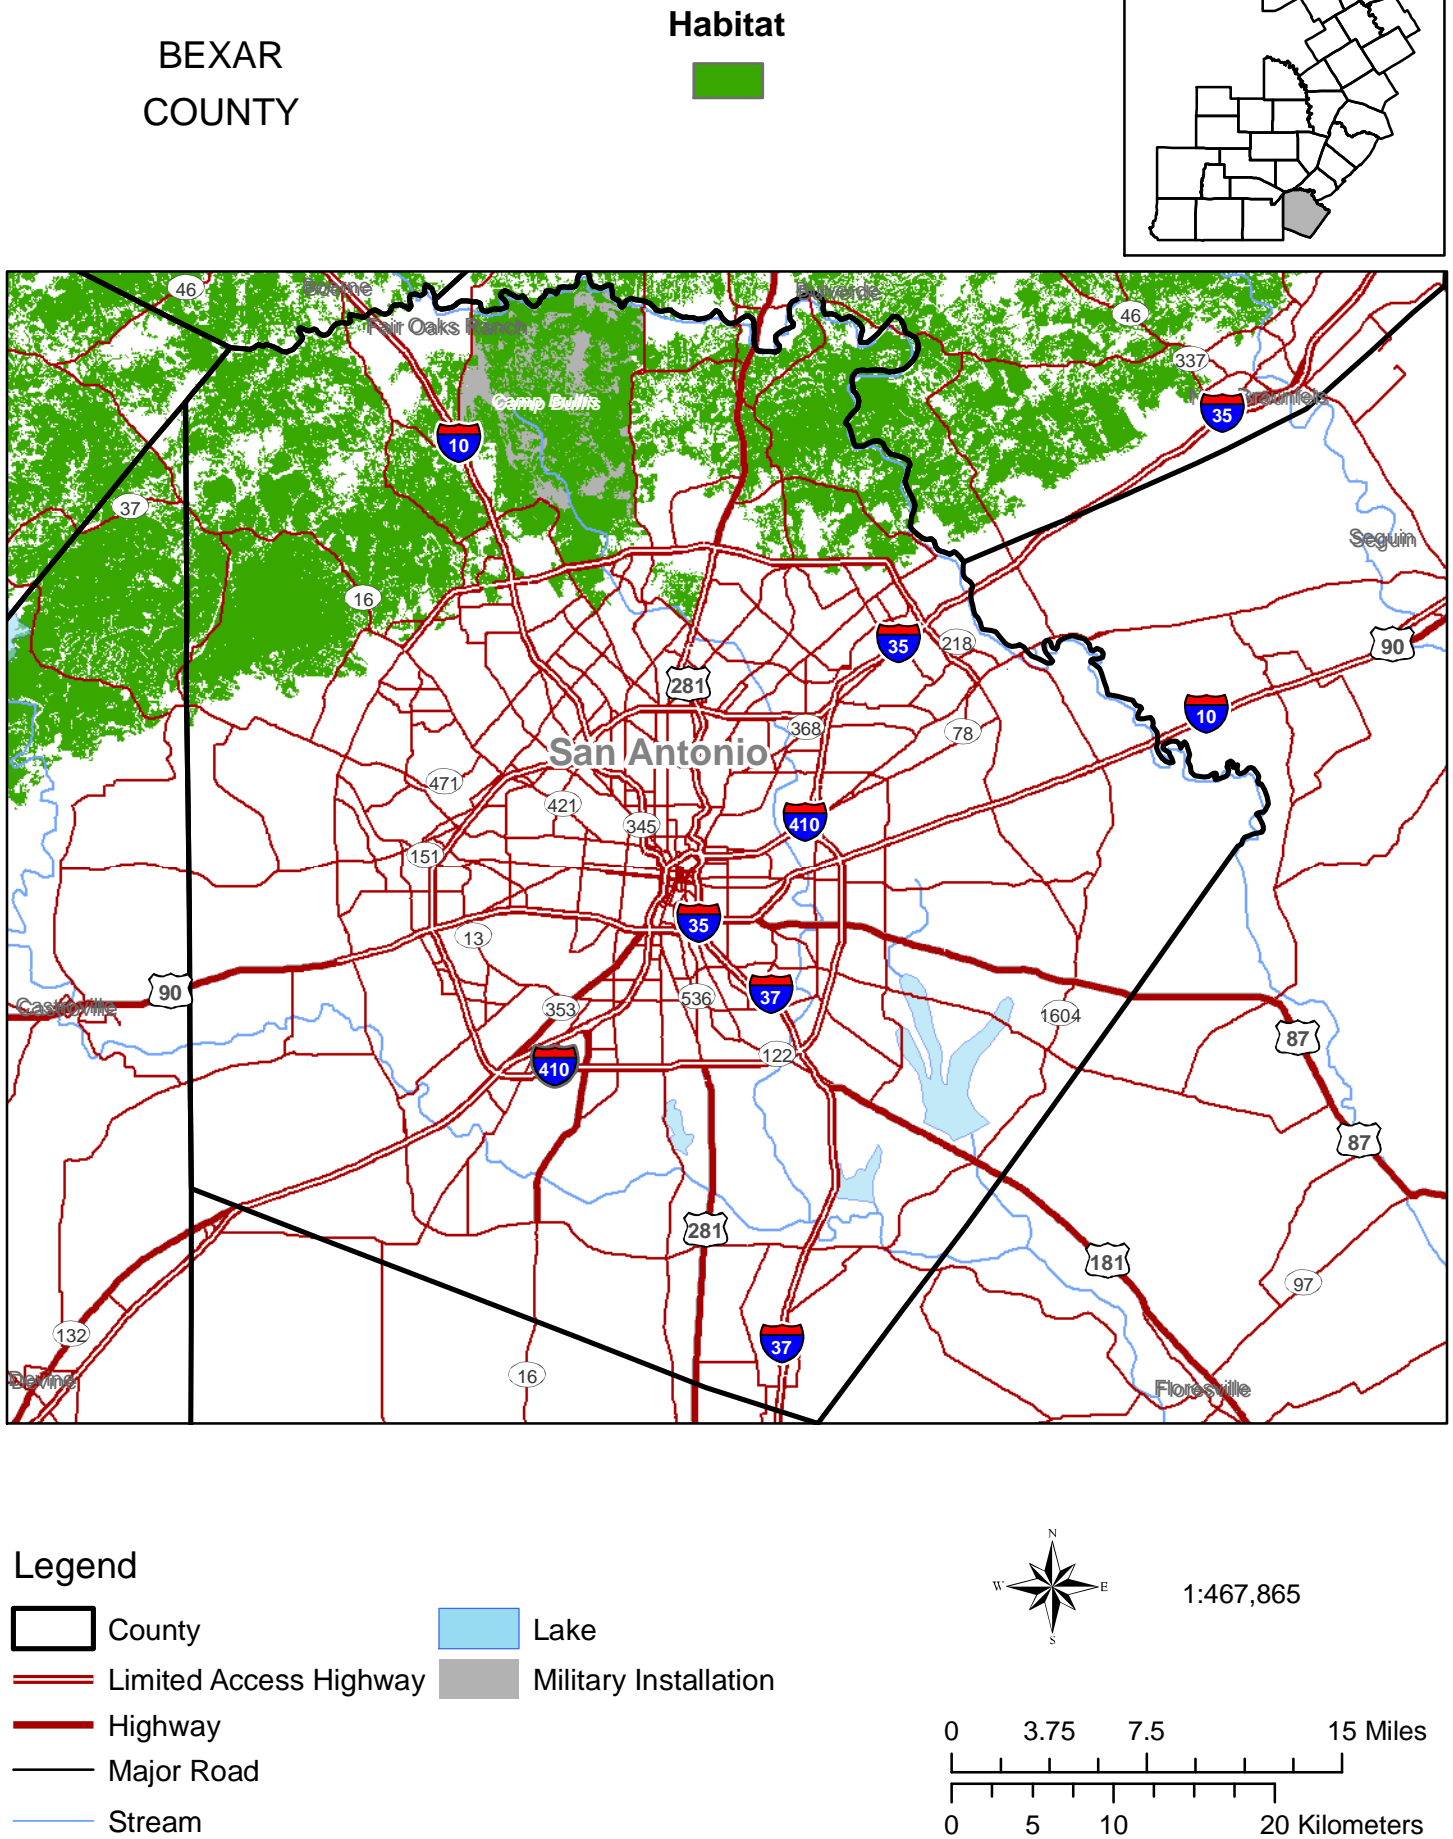 BEXAR
COUNTY
Habitat
46
Boerne
Bulverde
Fair Oaks Ranch
46
337
Camp Bullis
New Braunfels
35
10
37
Seguin
16
35
218
90
281
10
368
78
San Antonio
471
421
345
410
151
35
13
90
37
536
353
Castroville
1604
87
122
410
87
281
181
97
132
37
16
Devine
Floresville
Legend
County
Lake
Limited Access Highway
Military Installation
Highway
Major Road
Stream
N
W
E
S
1:467,865
0 3.75 7.5 15 Miles
0 5 10 20 Kilometers